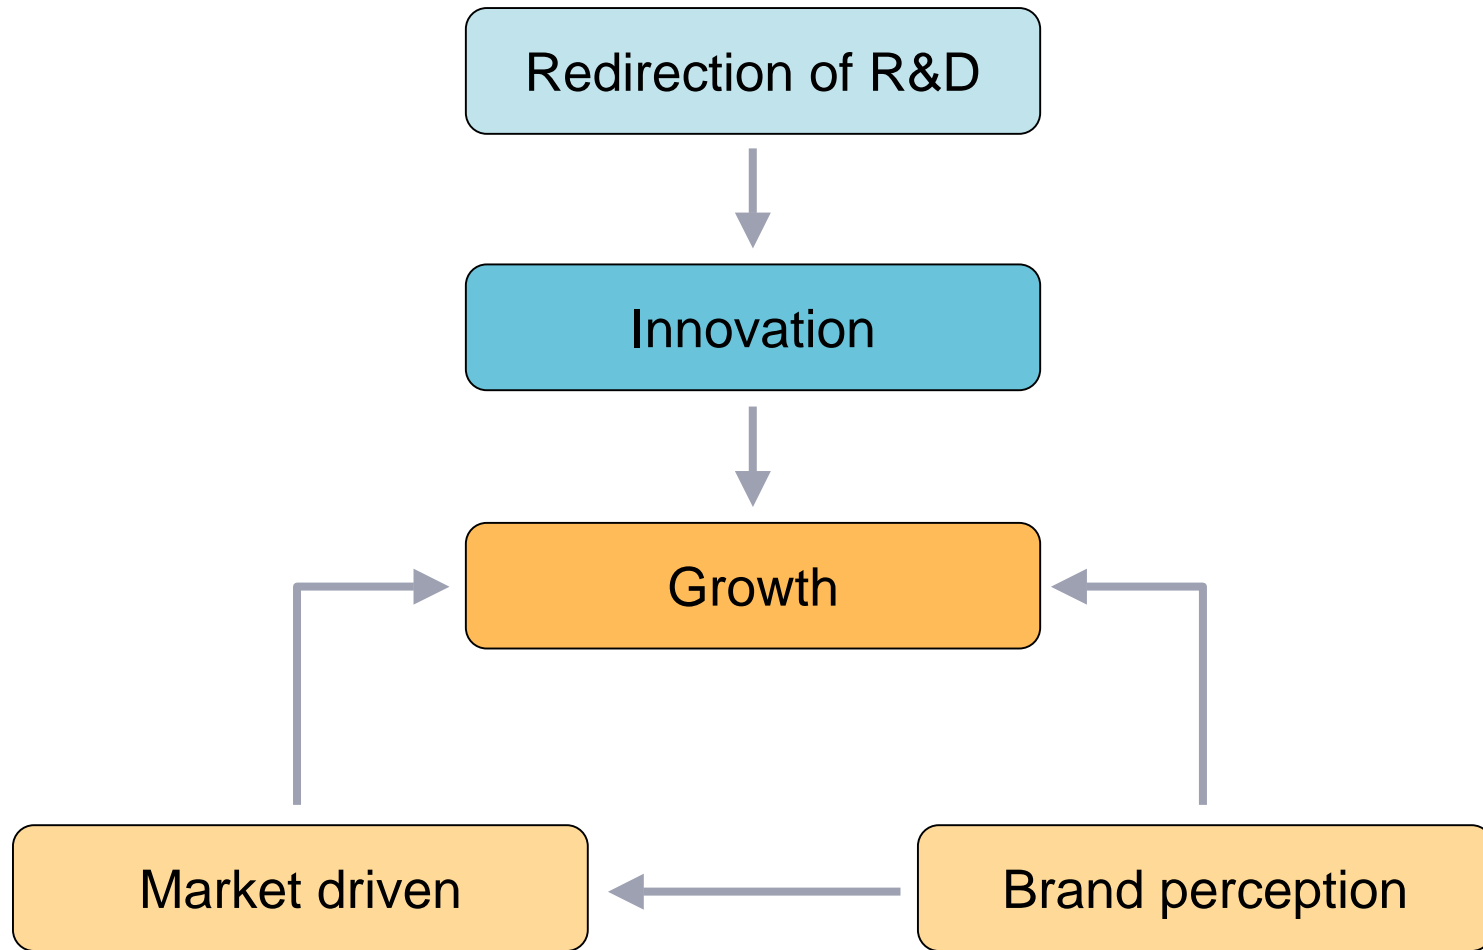 Redirection of R&D
Innovation
Growth
Market driven
Brand perception